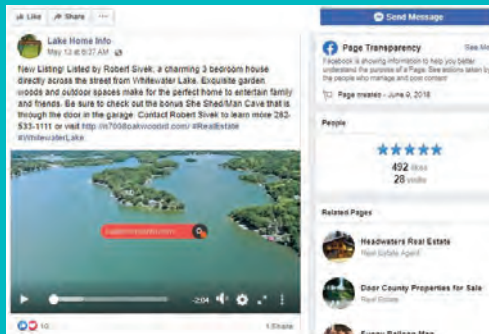 Like Share ...
Send Message
Lake Home Info
May 13 at 6:27 AM
New Listing! Listed by Robert Sivek, a charming 3 bedroom house
directly across the street from Whitewater Lake. Exquisite garden
woods and outdoor spaces make for the perfect home to entertain family
and friends. Be sure to check out the bonus She Shed/Man Cave that is
through the door in the garage. Contact Robert Sivek to learn more 262-
533-1111 or visit #RealEstate
#WhitewaterLake
-2:04
10
1 Share
Page Transparency See
Facebook is showing information to help you better
understand the purpose of a Page. See actions taken by
the people who manage and post content
Page created - June 9, 2018
People
492 likes
28 visits
Related Pages
Headwaters Real Estate
Real Estate Agent
Door County Properties for Sale
Real Estate